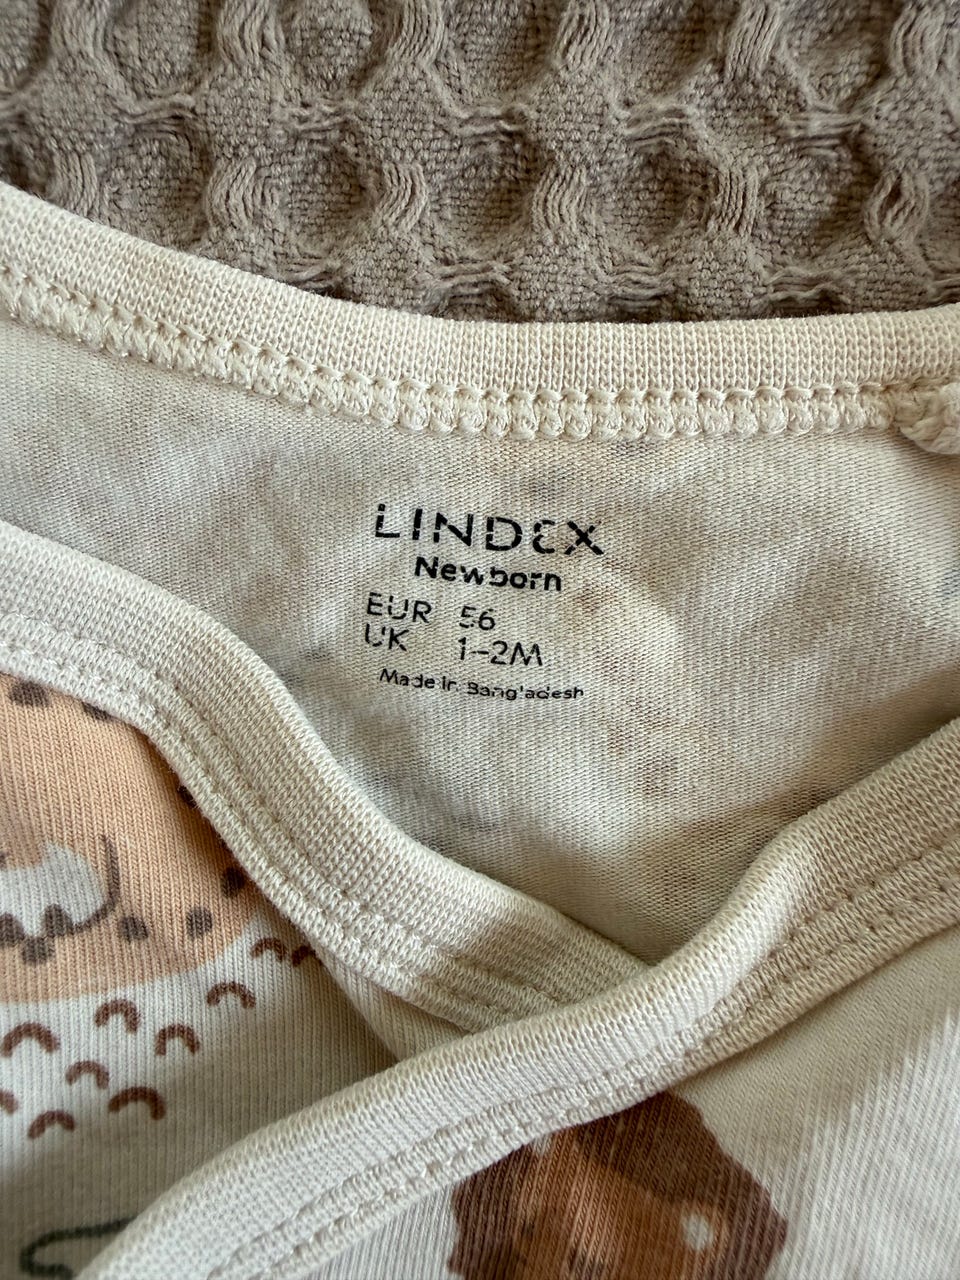 LINDEX
Newborn
EUR 56
UK 1-2M
Made in Bangladesh